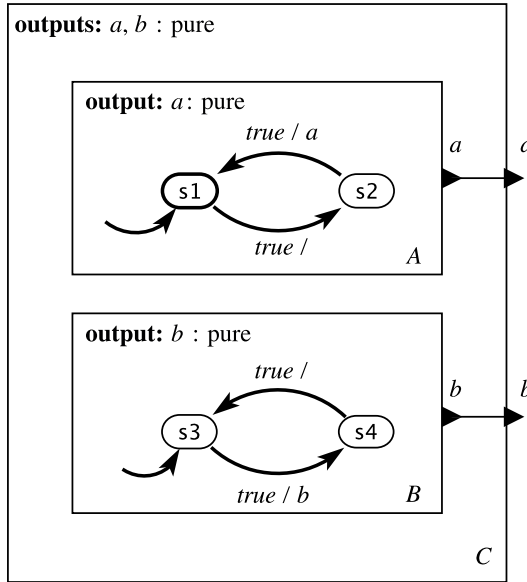 outputs: a, b : pure
output: a: pure
true / a
s1
s2
true /
A
a
a
output: b : pure
true /
s3
s4
true / b
B
b
b
C